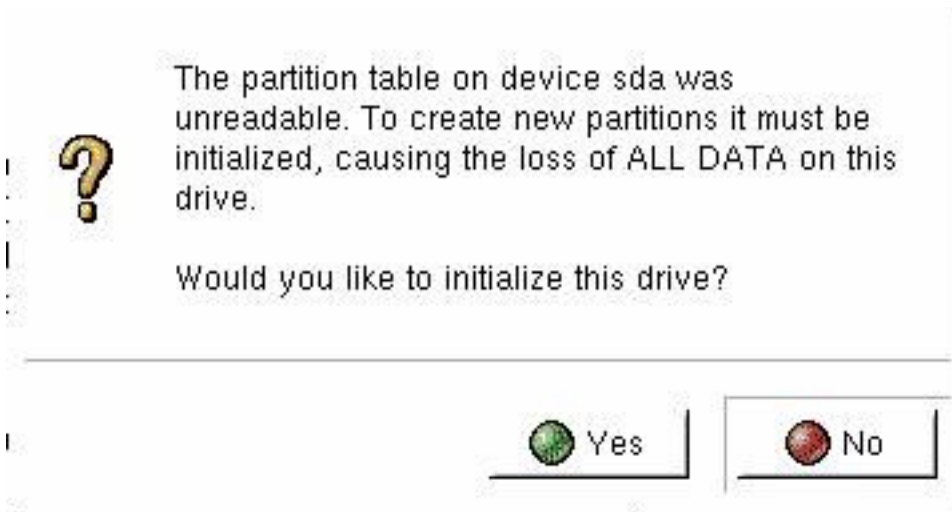 The partition table on device sda was
unreadable. To create new partitions it must be
initialized, causing the loss of ALL DATA on this
drive.
Would you like to initialize this drive?
Yes No